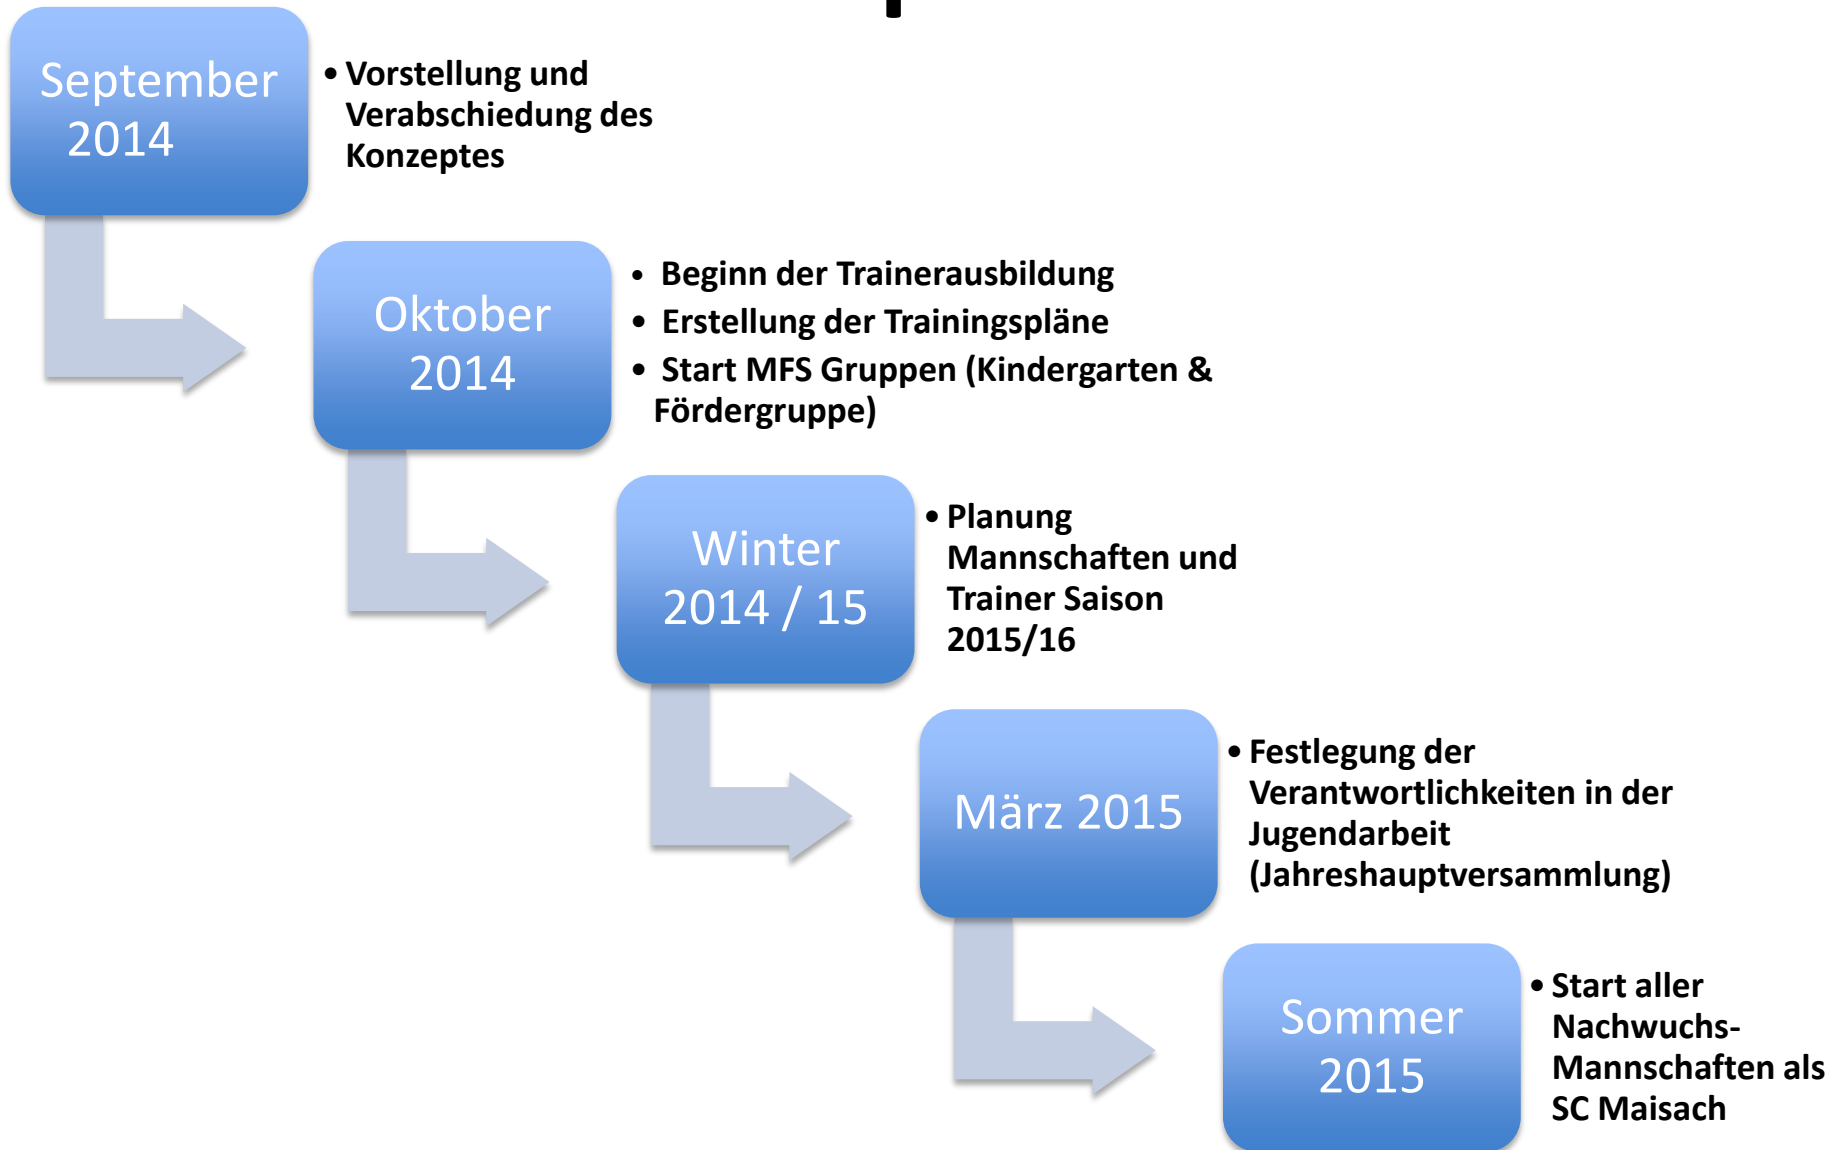 September
2014
• Vorstellung und
Verabschiedung des
Konzeptes
Oktober
2014
• Beginn der Trainerausbildung
• Erstellung der Trainingspläne
• Start MFS Gruppen (Kindergarten &
Fördergruppe)
Winter
2014 / 15
• Planung
Mannschaften und
Trainer Saison
2015/16
März 2015
• Festlegung der
Verantwortlichkeiten in der
Jugendarbeit
(Jahreshauptversammlung)
Sommer
2015
• Start aller
Nachwuchs-
Mannschaften als
SC Maisach